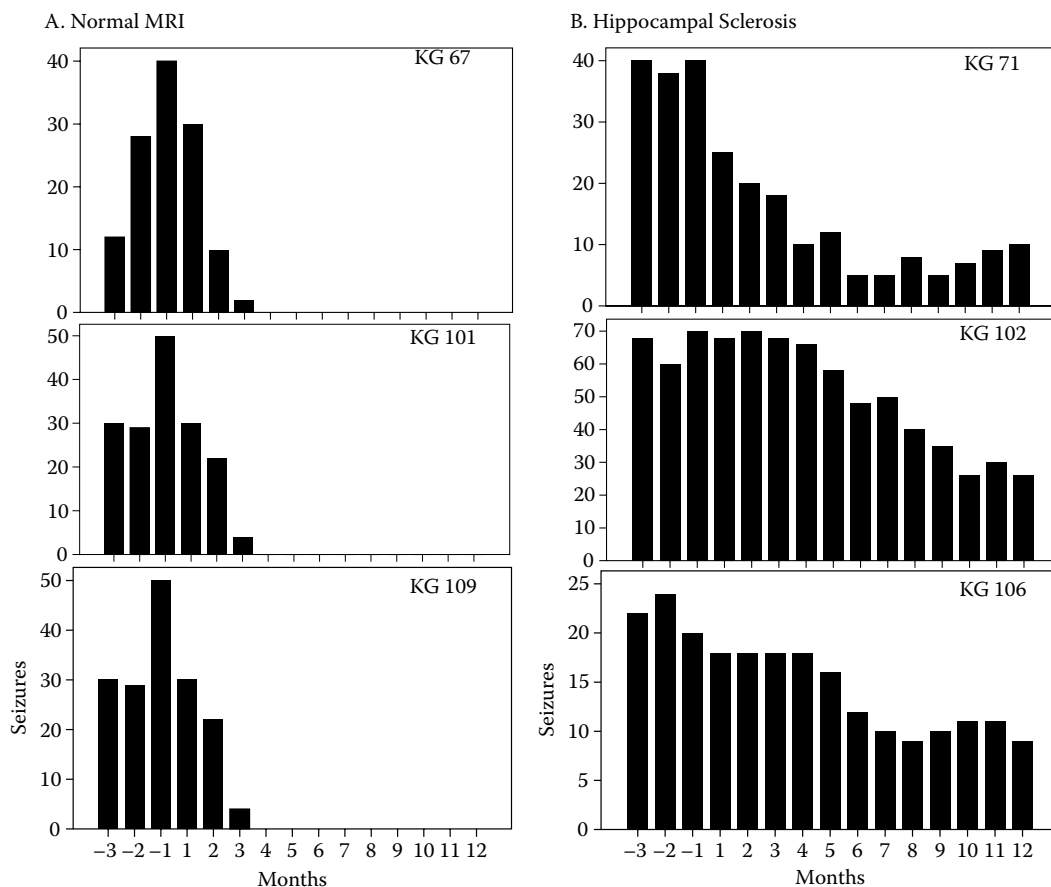 A. Normal MRI
KG 67
40
30
20
10
0
KG 101
50
40
30
20
10
0
KG 109
50
40
30
20
10
0
Seizures
−3 −2 −1 1 2 3 4 5 6 7 8 9 10 11 12
Months
B. Hippocampal Sclerosis
KG 71
40
30
20
10
0
KG 102
70
60
50
40
30
20
10
0
KG 106
25
20
15
10
5
0
Seizures
−3 −2 −1 1 2 3 4 5 6 7 8 9 10 11 12
Months